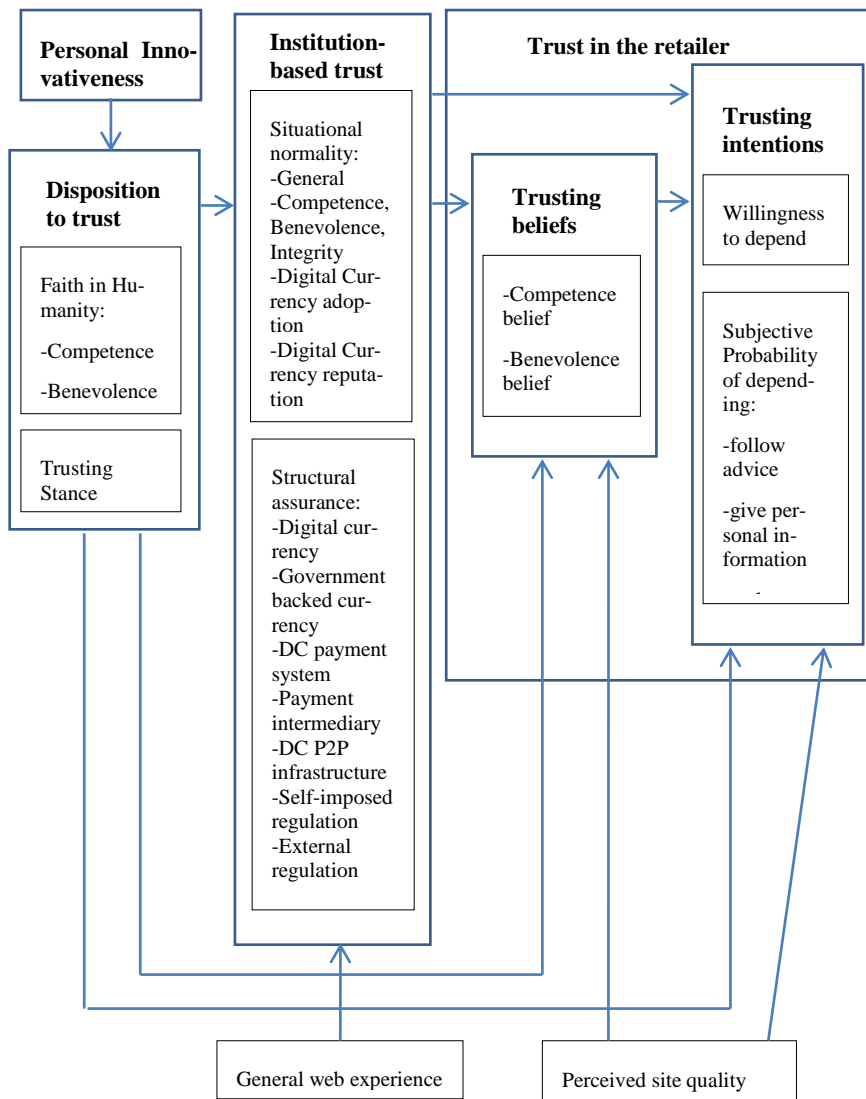 Personal Inno-
vativeness
Disposition
to trust
Faith in Hu-
manity:
-Competence
-Benevolence
Trusting
Stance
Institution-
based trust
Situational
normality:
-General
-Competence,
Benevolence,
Integrity
-Digital Cur-
rency adop-
tion
-Digital Cur-
rency reputa-
tion
Structural
assurance:
-Digital cur-
rency
-Government
backed cur-
rency
-DC payment
system
-Payment
intermediary
-DC P2P
infrastructure
-Self-imposed
regulation
-External
regulation
Trust in the retailer
Trusting
beliefs
-Competence
belief
-Benevolence
belief
Trusting
intentions
Willingness
to depend
Subjective
Probability
of depend-
ing:
-follow
advice
-give per-
sonal in-
formation
General web experience
Perceived site quality